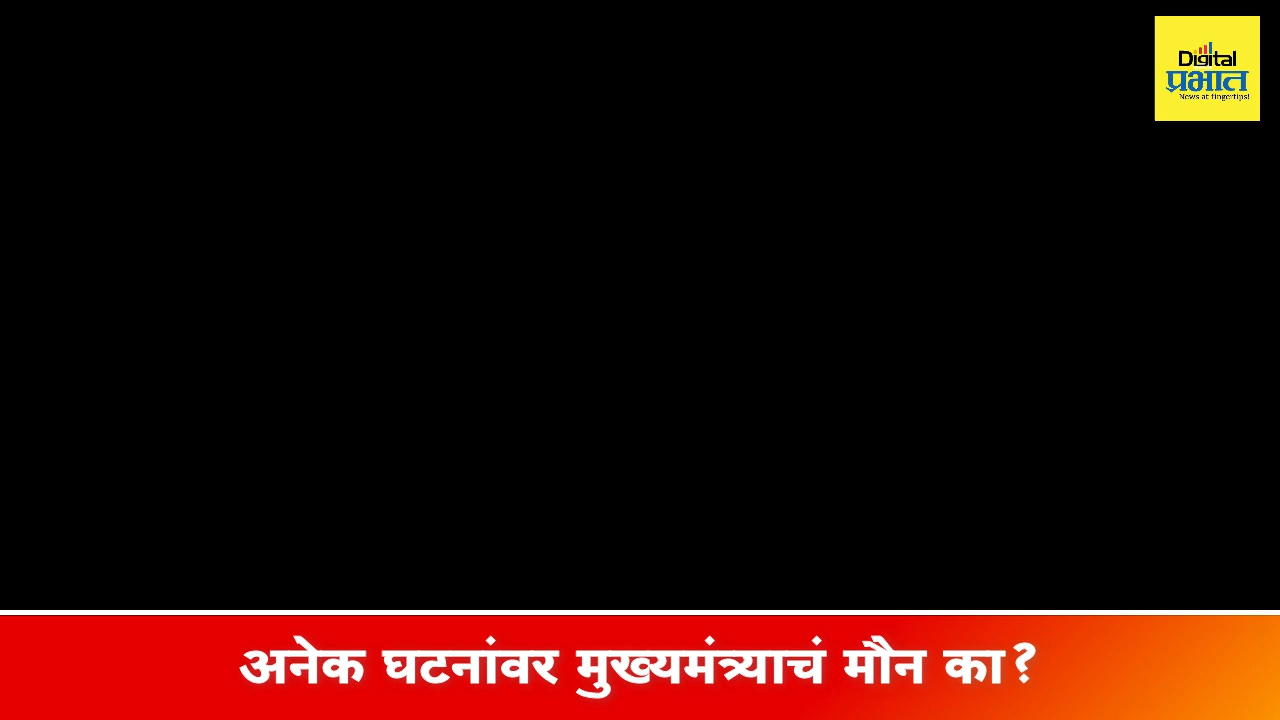 Digital
प्रभात
News at fingertips!
अनेक घटनांवर मुख्यमंत्र्याचं मौन का?